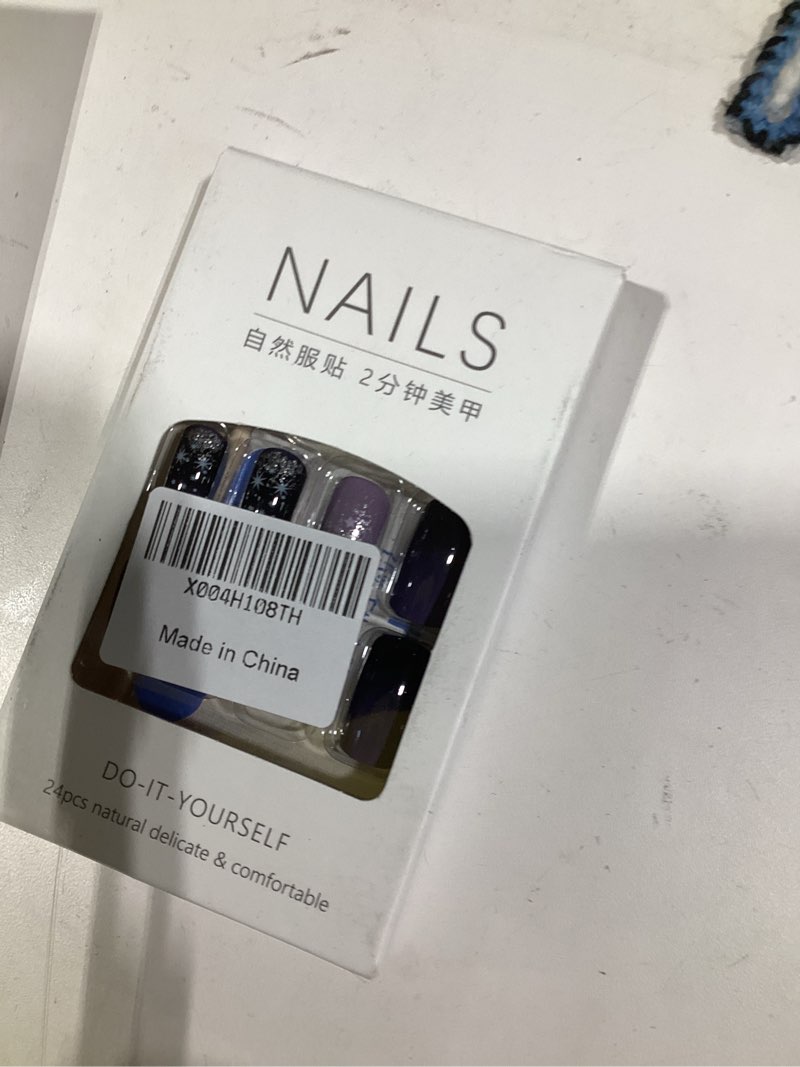 NAILS
自然服贴 2分钟美甲
X004H108TH
Made in China
DO-IT-YOURSELF
24pcs natural delicate & comfortable